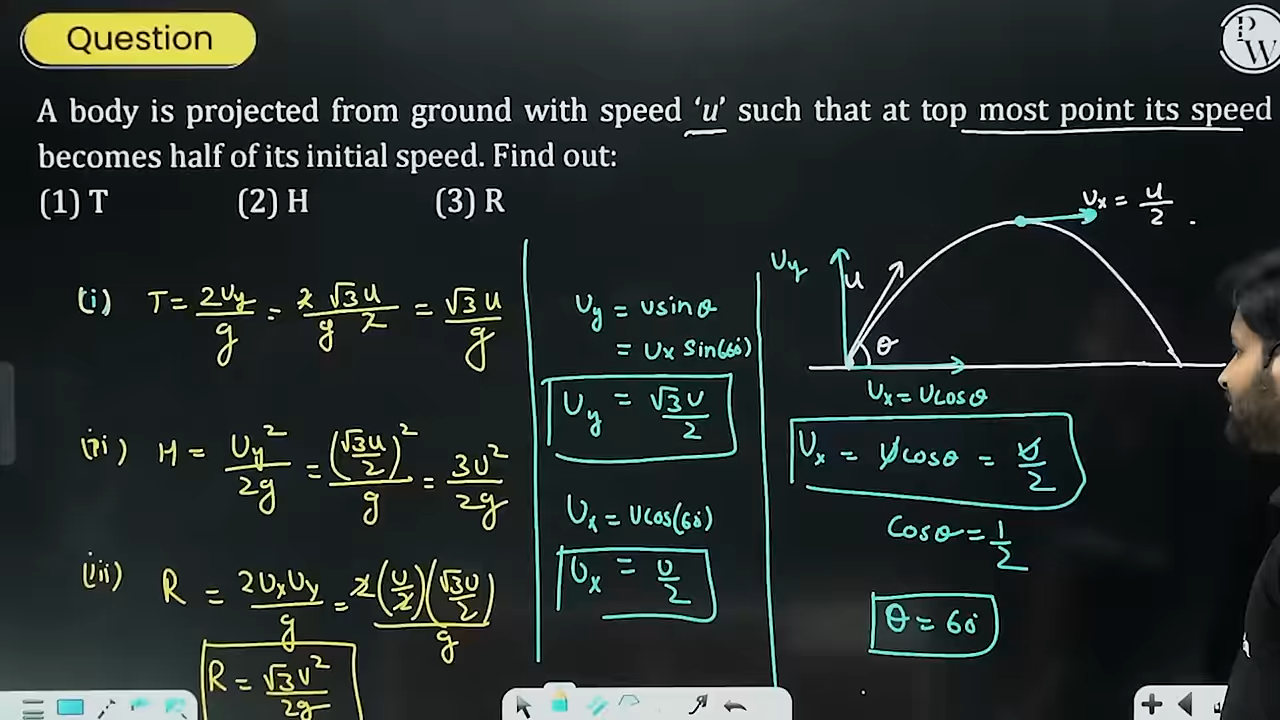 Question
PW
A body is projected from ground with speed ‘u’ such that at top most point its speed
becomes half of its initial speed. Find out:
(1) T (2) H (3) R
(i) T = 2uy/g = 2√3u/g2 = √3u/g
(ii) H = uy²/2g = (√3u/2)²/g = 3u²/2g
(iii) R = 2uxuy/g = 2(u/2)(√3u/2)/g
R = √3u²/2g
uy = usinθ
= ux sin(60°)
uy = √3u/2
ux = ucos(60°)
ux = u/2
ux = u/2 .
uy
u
θ
ux = ucosθ
ux = ucosθ = u/2
cosθ = 1/2
θ = 60°